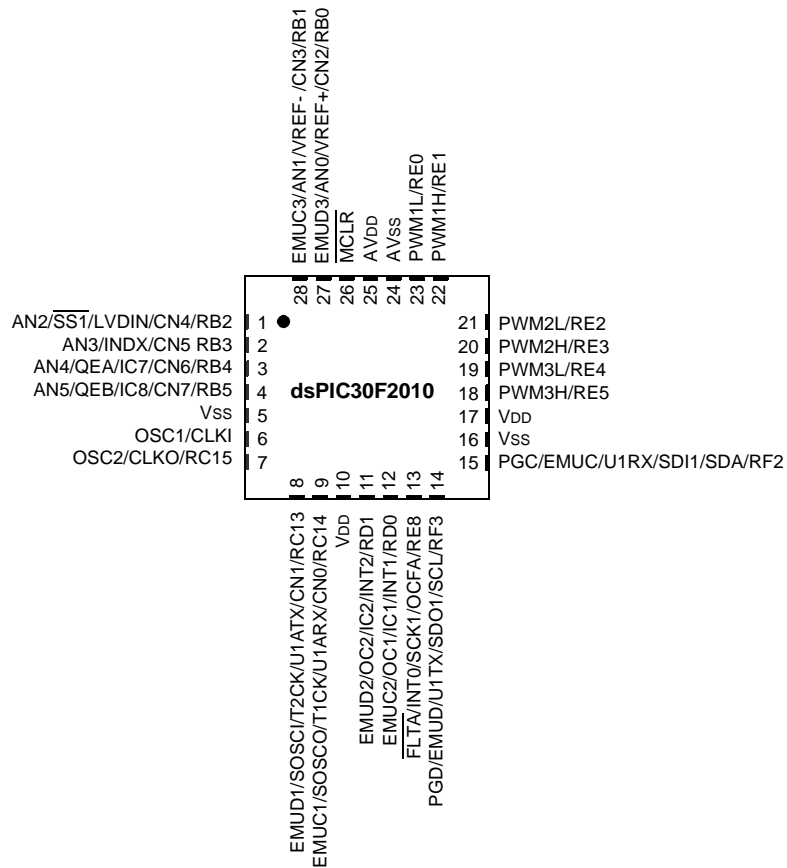 EMUC3/AN1/VREF- /CN3/RB1
EMUD3/AN0/VREF+/CN2/RB0
MCLR
AVDD
AVSS
PWM1L/RE0
PWM1H/RE1
28
27
26
25
24
23
22
AN2/SS1/LVDIN/CN4/RB2 1
AN3/INDX/CN5 RB3 2
AN4/QEA/IC7/CN6/RB4 3
AN5/QEB/IC8/CN7/RB5 4
VSS 5
OSC1/CLKI 6
OSC2/CLKO/RC15 7
dsPIC30F2010
21 PWM2L/RE2
20 PWM2H/RE3
19 PWM3L/RE4
18 PWM3H/RE5
17 VDD
16 VSS
15 PGC/EMUC/U1RX/SDI1/SDA/RF2
8
9
10
11
12
13
14
EMUD1/SOSCI/T2CK/U1ATX/CN1/RC13
EMUC1/SOSCO/T1CK/U1ARX/CN0/RC14
VDD
EMUD2/OC2/IC2/INT2/RD1
EMUC2/OC1/IC1/INT1/RD0
FLTA/INT0/SCK1/OCFA/RE8
PGD/EMUD/U1TX/SDO1/SCL/RF3